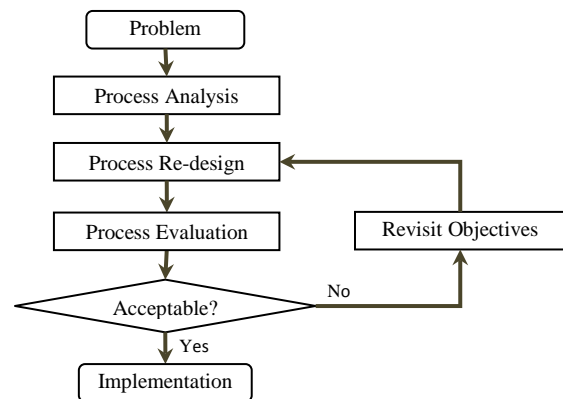 Problem
Process Analysis
Process Re-design
Process Evaluation
Revisit Objectives
Acceptable?
No
Yes
Implementation